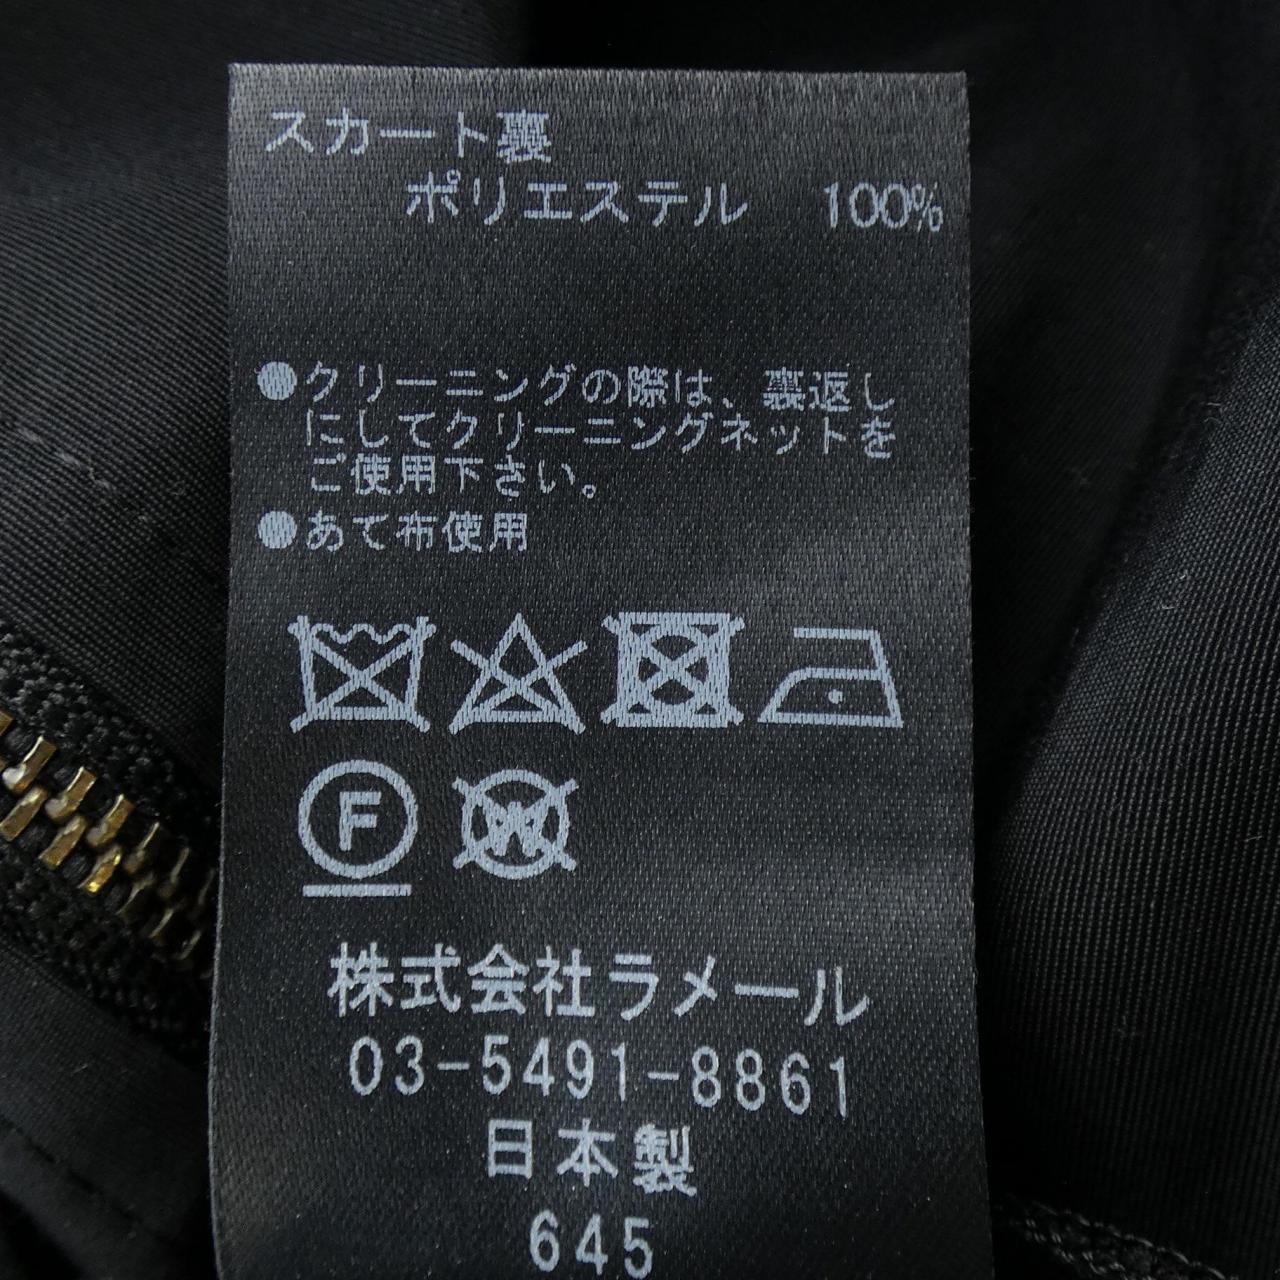 スカート裏
ポリエステル 100%
●クリーニングの際は、裏返し
にしてクリーニングネットを
ご使用下さい。
●あて布使用
F W
株式会社ラメール
03-5491-8861
日本製
645